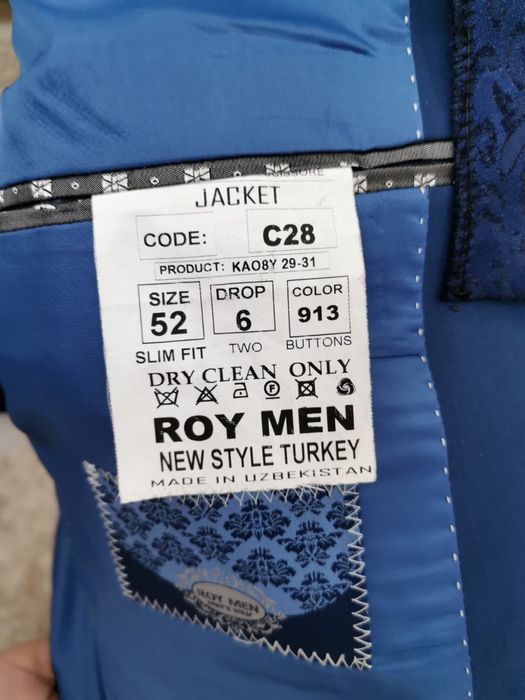 JACKET
CODE: C28
PRODUCT: KAO8Y 29-31
SIZE DROP COLOR
52 6 913
SLIM FIT TWO BUTTONS
DRY CLEAN ONLY
ROY MEN
NEW STYLE TURKEY
MADE IN UZBEKISTAN
ROY MEN